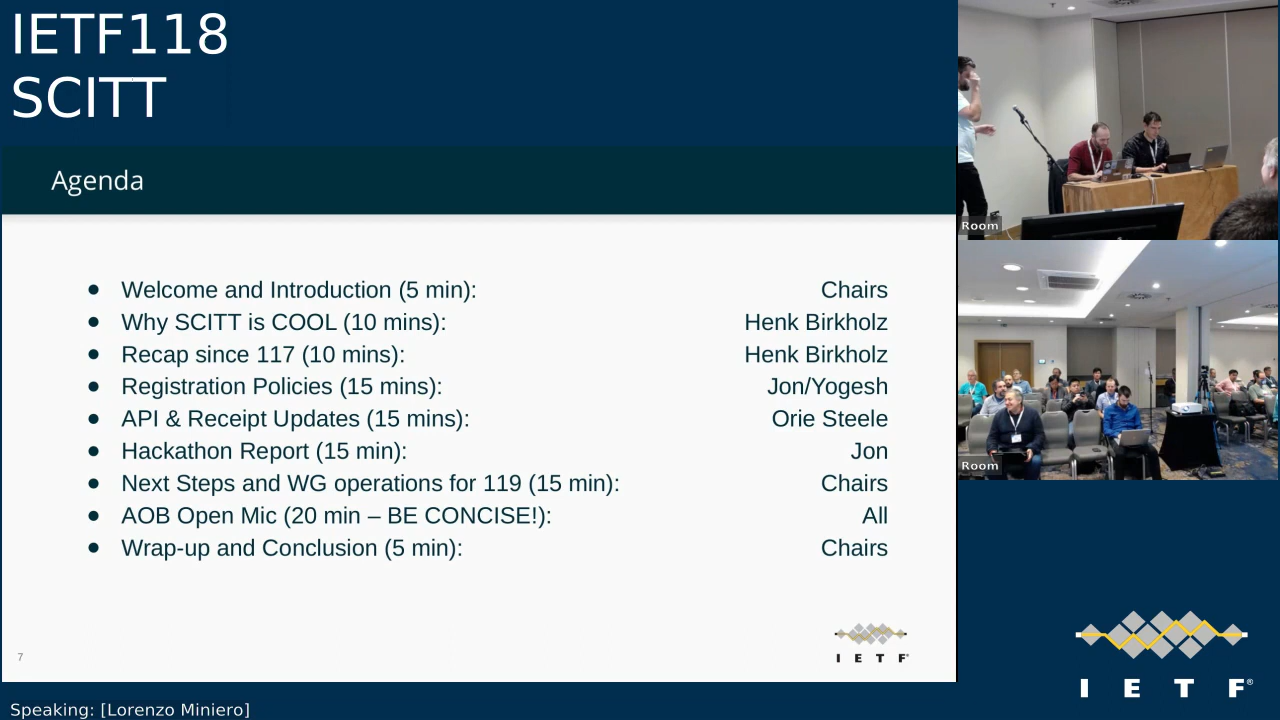 IETF118
SCITT
Agenda
● Welcome and Introduction (5 min): Chairs
● Why SCITT is COOL (10 mins): Henk Birkholz
● Recap since 117 (10 mins): Henk Birkholz
● Registration Policies (15 mins): Jon/Yogesh
● API & Receipt Updates (15 mins): Orie Steele
● Hackathon Report (15 min): Jon
● Next Steps and WG operations for 119 (15 min): Chairs
● AOB Open Mic (20 min – BE CONCISE!): All
● Wrap-up and Conclusion (5 min): Chairs
7
I E T F®
Room
Room
I E T F®
Speaking: [Lorenzo Miniero]